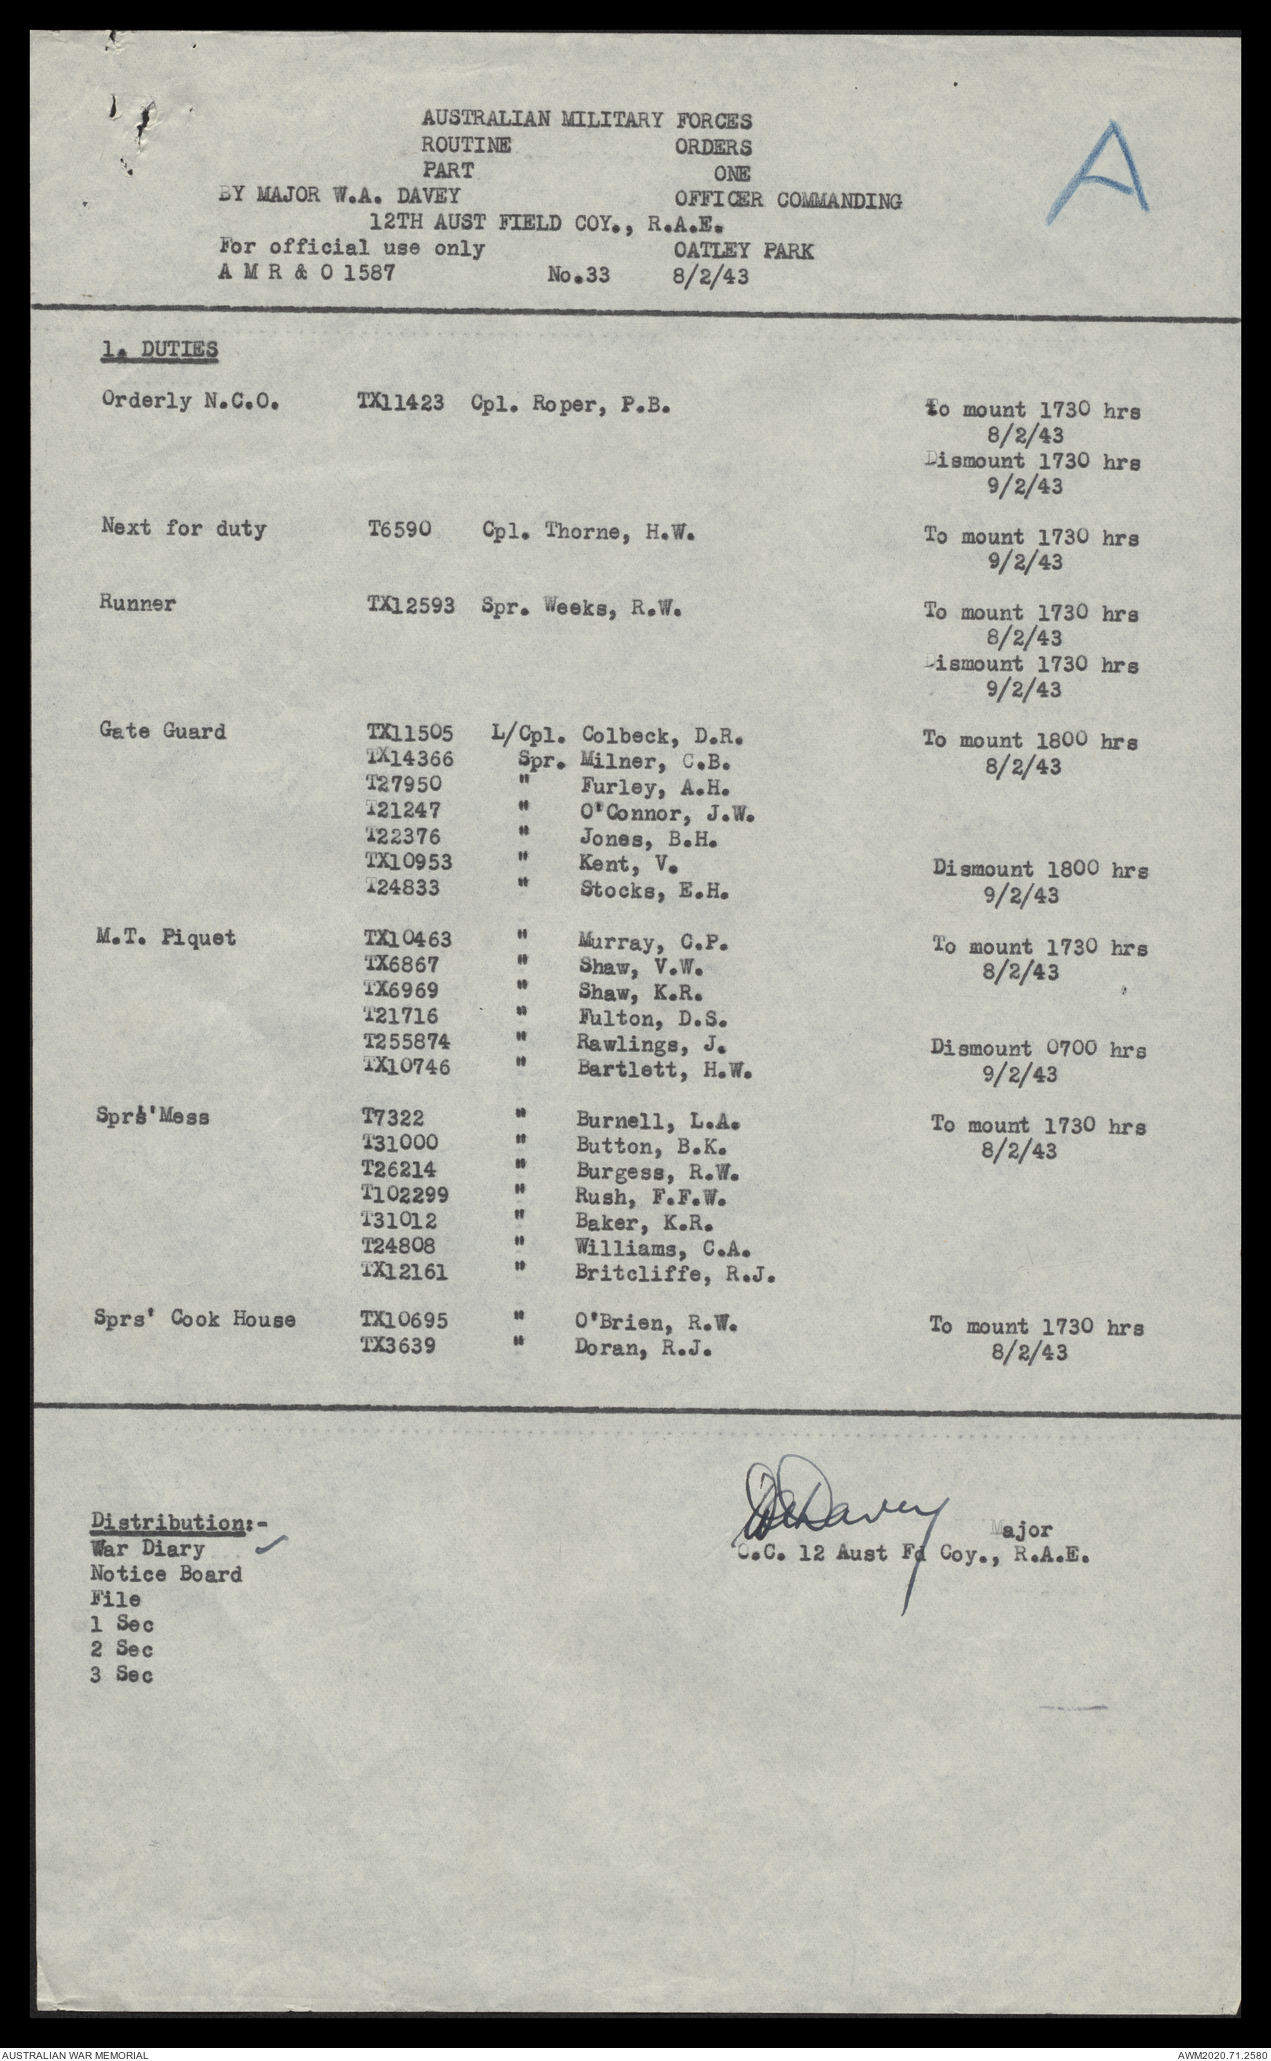 AUSTRALIAN MILITARY FORCES
A
ROUTINE ORDERS
PART ONE
BY MAJOR W.A. DAVEY OFFICER COMMANDING
12TH AUST FIELD COY., R.A.E.
For official use only OATLEY PARK
A M R & O 1587 No.33 8/2/43
1. DUTIES
Orderly N.C.O. TX11423 Cpl. Roper, P.B. To mount 1730 hrs
8/2/43
Dismount 1730 hrs
9/2/43
Next for duty T6590 Cpl. Thorne, H.W. To mount 1730 hrs
9/2/43
Runner TX12593 Spr. Weeks, R.W. To mount 1730 hrs
8/2/43
Dismount 1730 hrs
9/2/43
Gate Guard TX11505 L/Cpl. Colbeck, D.R. To mount 1800 hrs
TX14366 Spr. Milner, C.B. 8/2/43
T27950 " Furley, A.H.
T21247 " O'Connor, J.W.
T22376 " Jones, B.H.
TX10953 " Kent, V. Dismount 1800 hrs
T24833 " Stocks, E.H. 9/2/43
M.T. Piquet TX10463 " Murray, C.P. To mount 1730 hrs
TX6867 " Shaw, V.W. 8/2/43
TX6969 " Shaw, K.R.
T21716 " Fulton, D.S.
T255874 " Rawlings, J. Dismount 0700 hrs
TX10746 " Bartlett, H.W. 9/2/43
Sprs' Mess T7322 " Burnell, L.A. To mount 1730 hrs
T31000 " Button, B.K. 8/2/43
T26214 " Burgess, R.W.
T102299 " Rush, F.F.W.
T31012 " Baker, K.R.
T24808 " Williams, C.A.
TX12161 " Britcliffe, R.J.
Sprs' Cook House TX10695 " O'Brien, R.W. To mount 1730 hrs
TX3639 " Doran, R.J. 8/2/43
Distribution:- WADavey Major
War Diary ✓ O.C. 12 Aust Fd Coy., R.A.E.
Notice Board
File
1 Sec
2 Sec
3 Sec
AUSTRALIAN WAR MEMORIAL AWM2020.71.2580